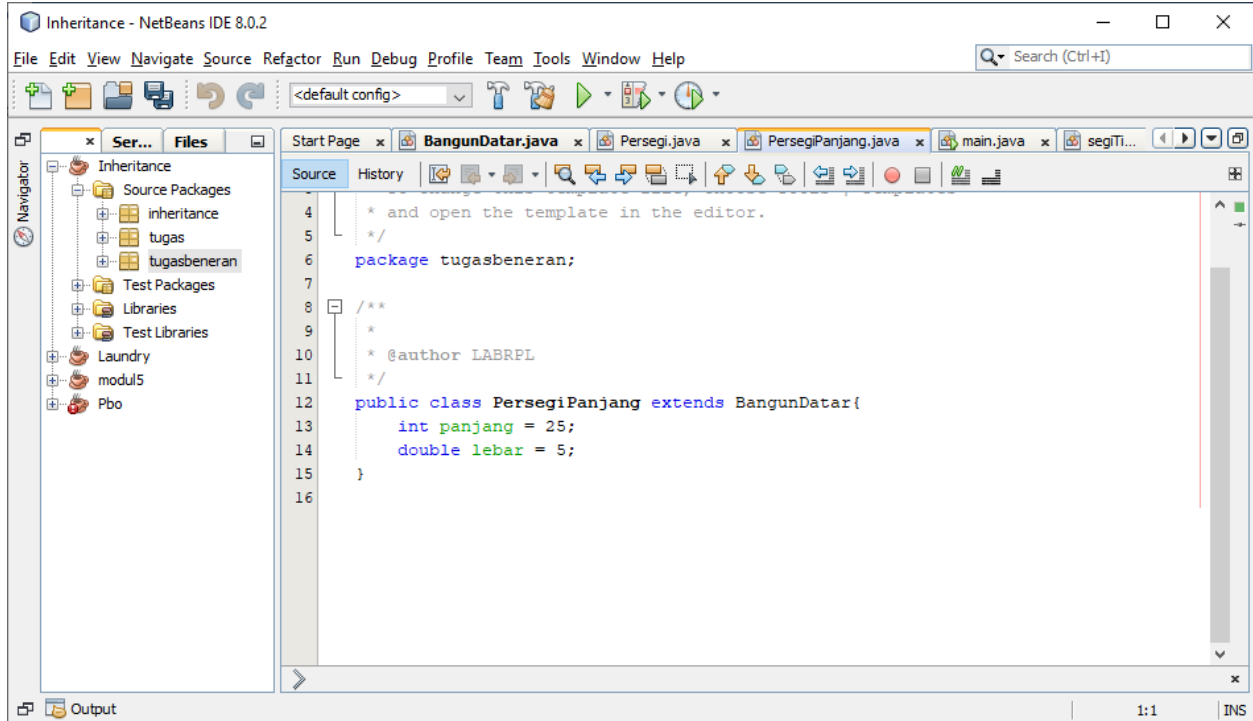 Inheritance - NetBeans IDE 8.0.2
File Edit View Navigate Source Refactor Run Debug Profile Team Tools Window Help
Search (Ctrl+I)
<default config>
Ser... Files
Start Page BangunDatar.java Persegi.java PersegiPanjang.java main.java segiTi...
Navigator
Source History
Inheritance
Source Packages
inheritance
tugas
tugasbeneran
Test Packages
Libraries
Test Libraries
Laundry
modul5
Pbo
4 * and open the template in the editor.
5 */
6 package tugasbeneran;
7
8 /**
9 *
10 * @author LABRPL
11 */
12 public class PersegiPanjang extends BangunDatar{
13 int panjang = 25;
14 double lebar = 5;
15 }
16
Output
1:1 INS